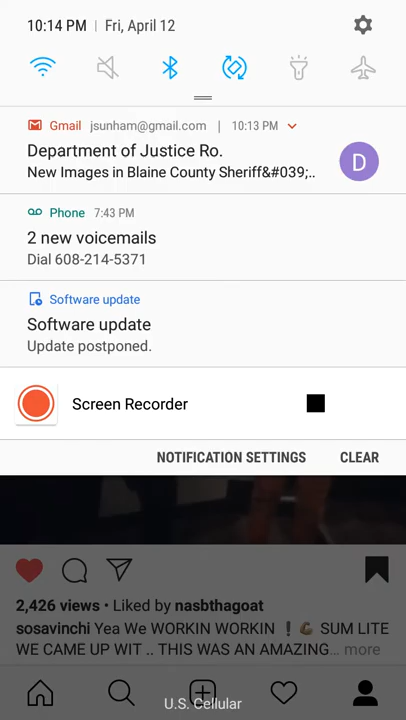 10:14 PM | Fri, April 12
Gmail jsunham@gmail.com | 10:13 PM
Department of Justice Ro.
New Images in Blaine County Sheriff&#039;..
D
Phone 7:43 PM
2 new voicemails
Dial 608-214-5371
Software update
Software update
Update postponed.
Screen Recorder
NOTIFICATION SETTINGS CLEAR
2,426 views • Liked by nasbthagoat
sosavinchi Yea We WORKIN WORKIN ❕💪🏽 SUM LITE
WE CAME UP WIT .. THIS WAS AN AMAZING… more
U.S. Cellular